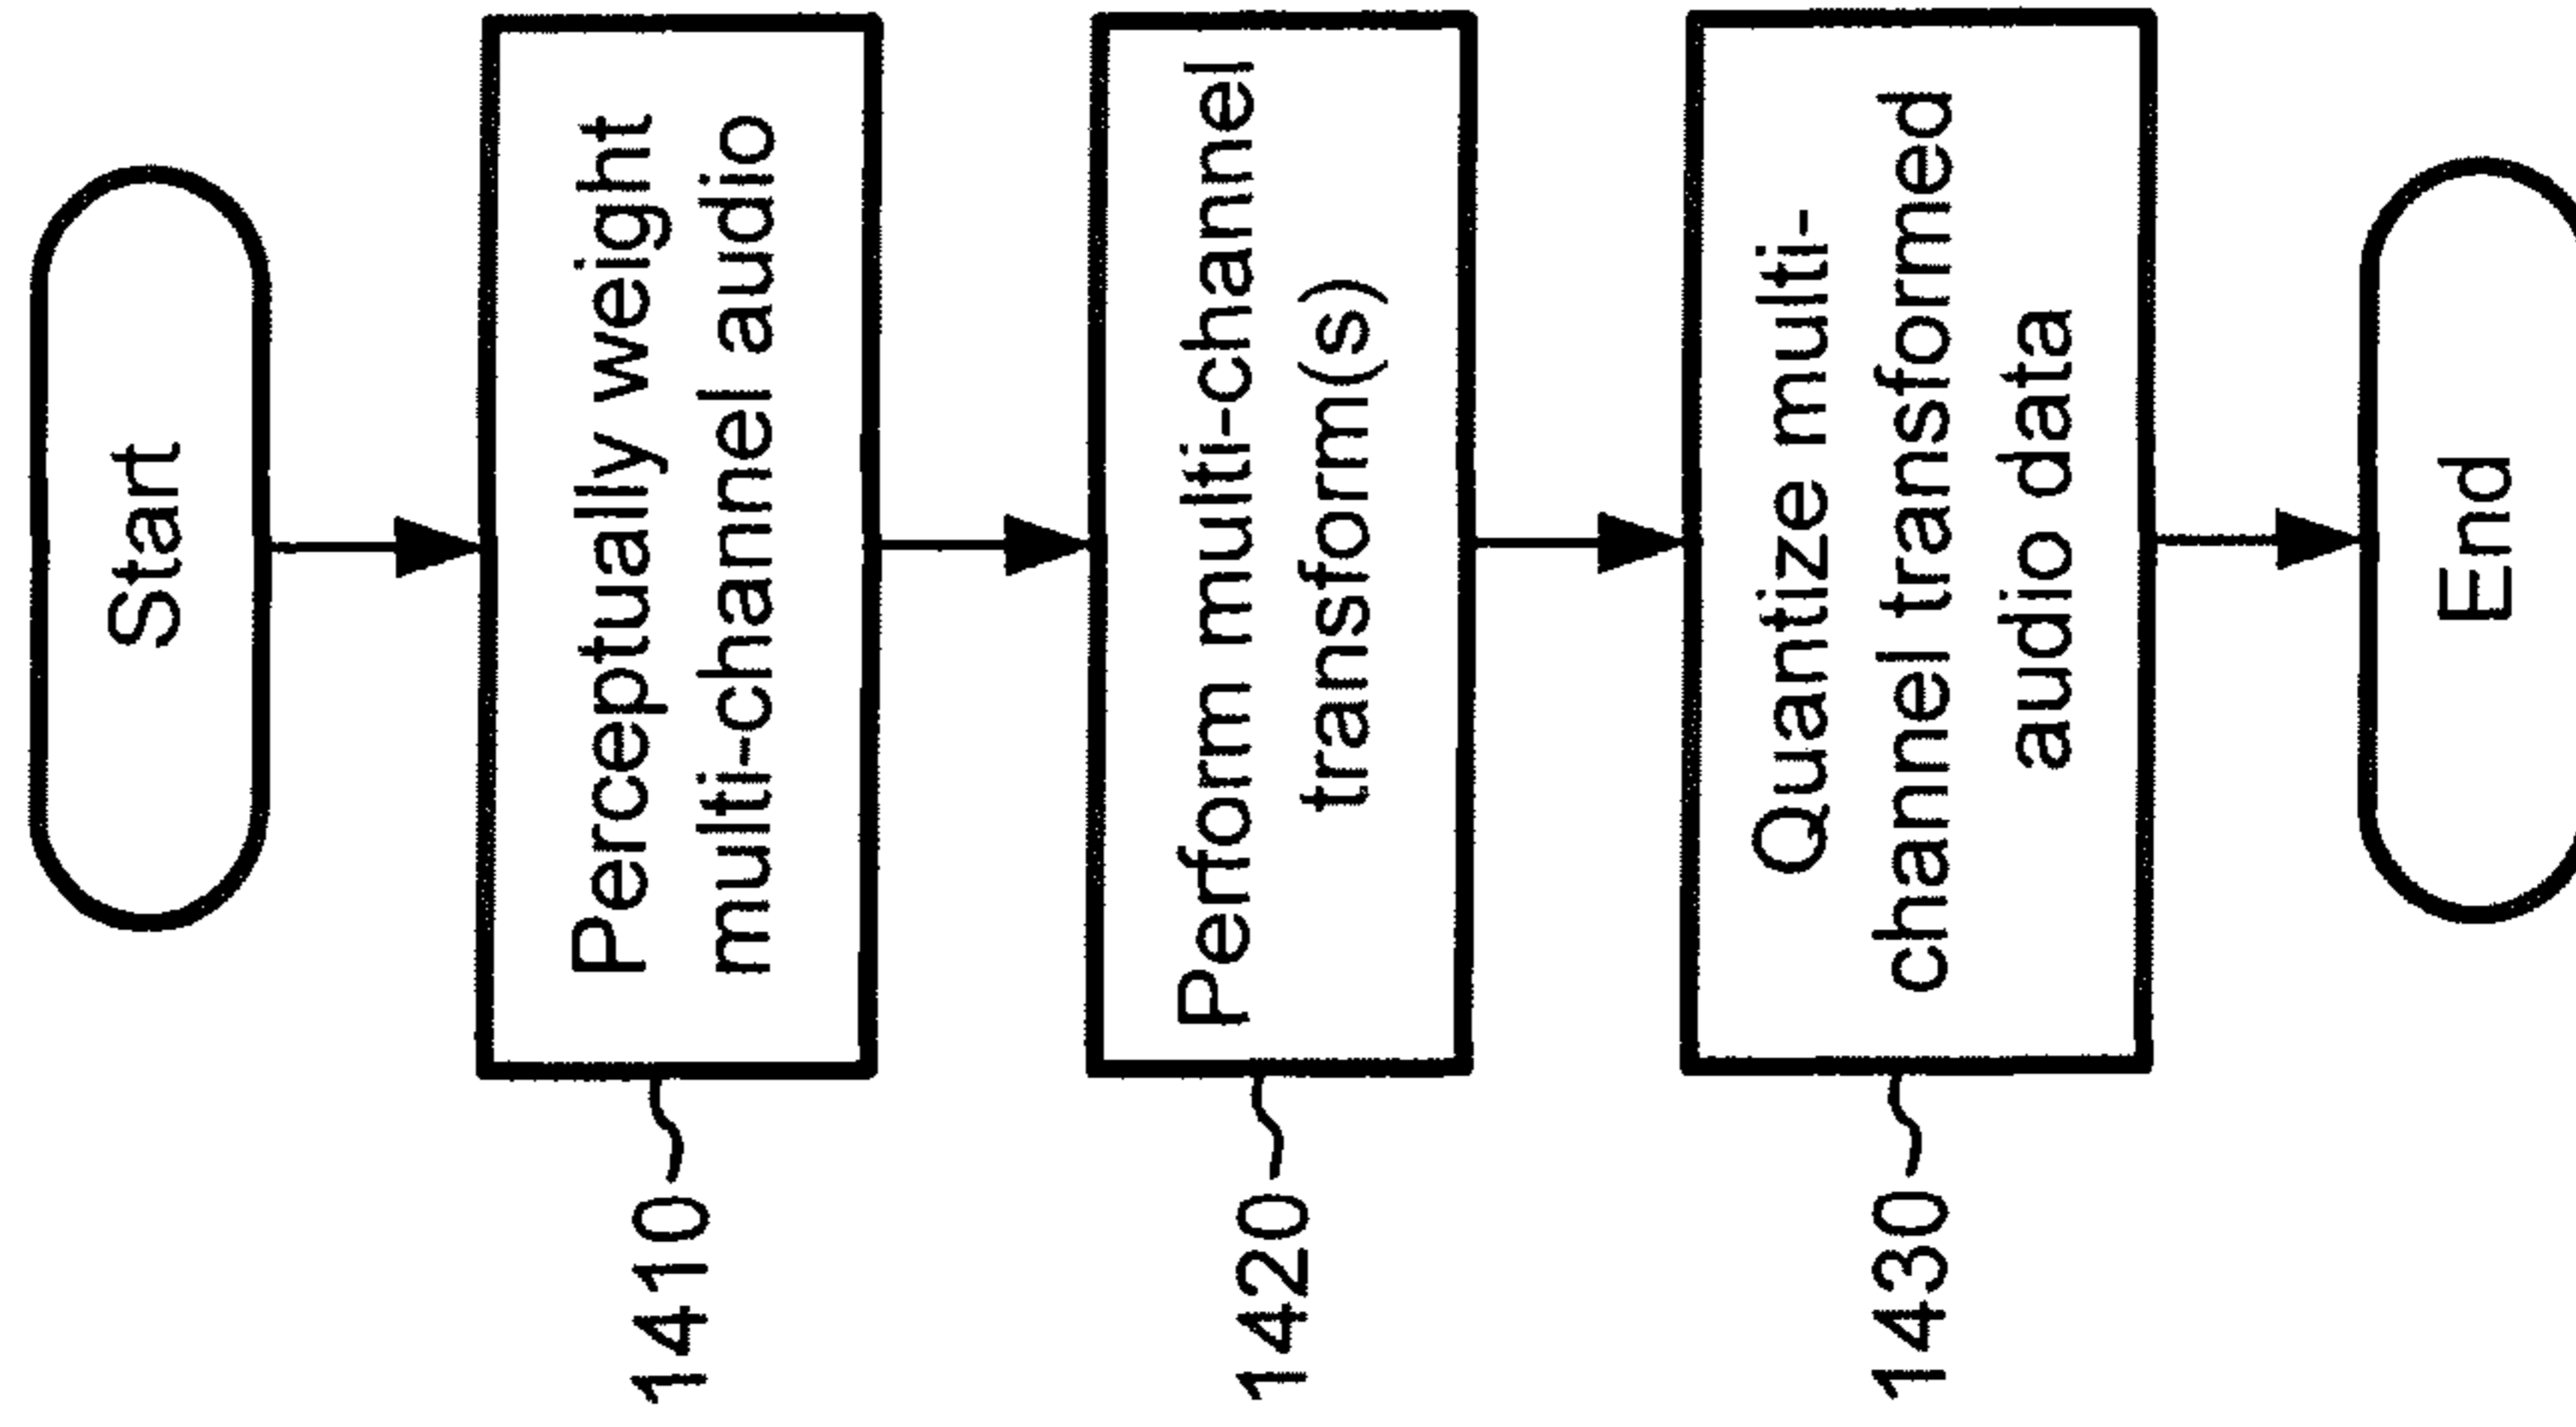 Start
1410
Perceptually weight
multi-channel audio
1420
Perform multi-channel
transform(s)
1430
Quantize multi-
channel transformed
audio data
End